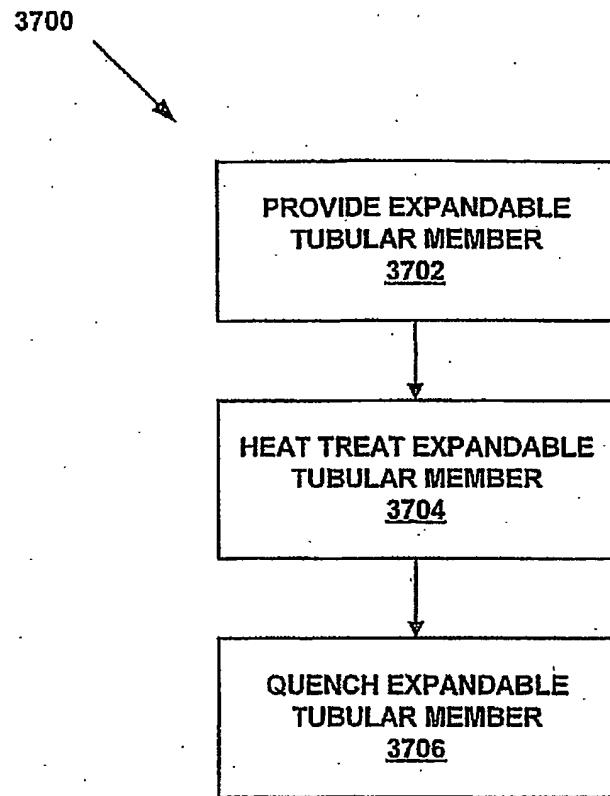 3700
PROVIDE EXPANDABLE
TUBULAR MEMBER
3702
HEAT TREAT EXPANDABLE
TUBULAR MEMBER
3704
QUENCH EXPANDABLE
TUBULAR MEMBER
3706